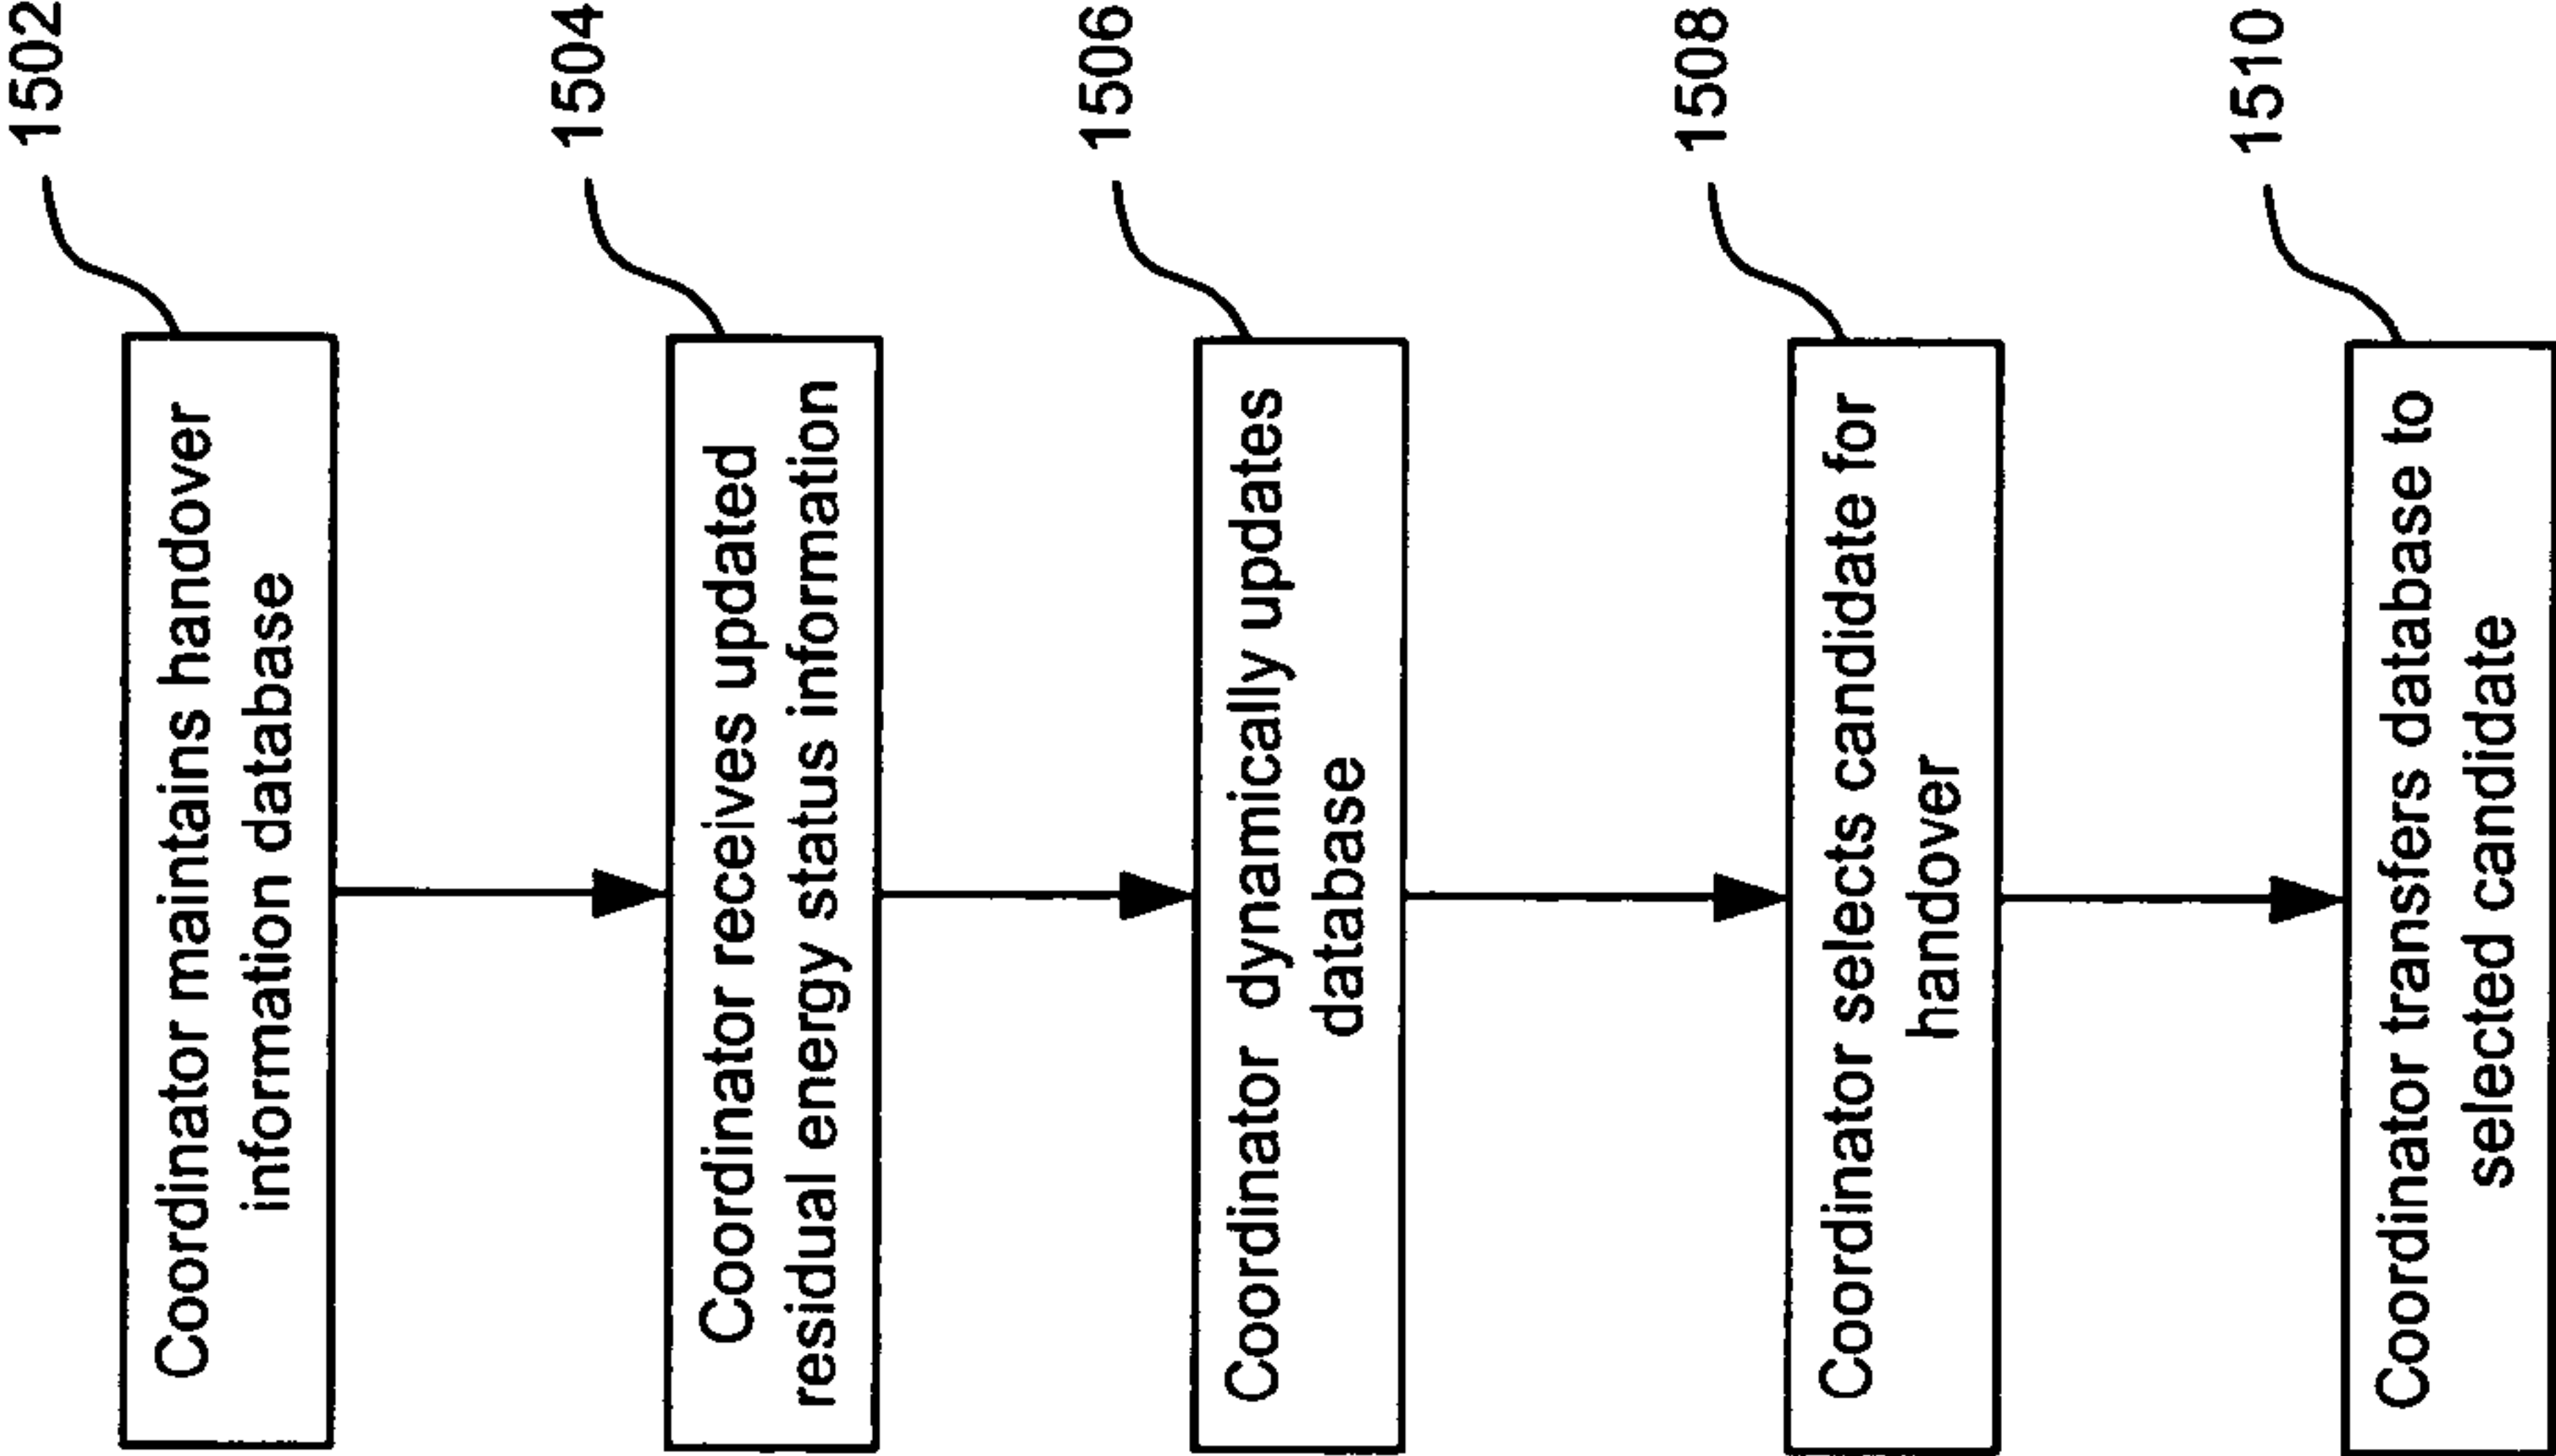 1502
Coordinator maintains handover
information database
1504
Coordinator receives updated
residual energy status information
1506
Coordinator dynamically updates
database
1508
Coordinator selects candidate for
handover
1510
Coordinator transfers database to
selected candidate